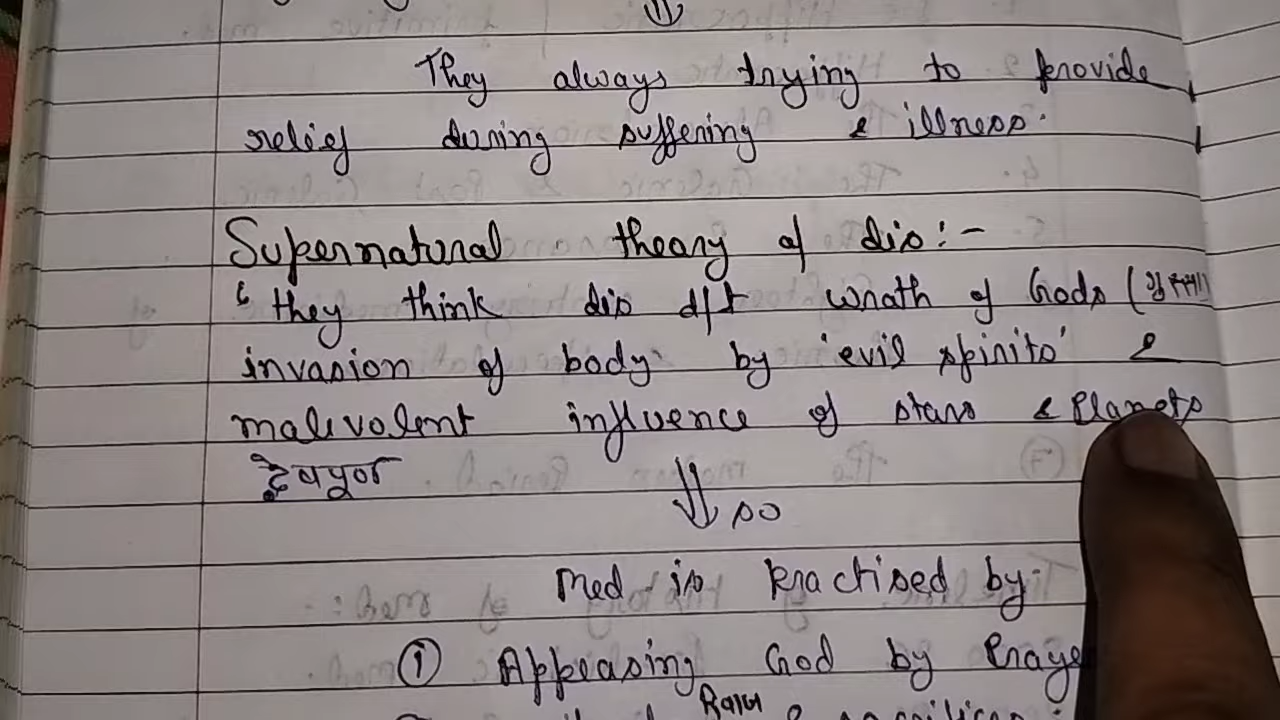 They always trying to provide
relief during suffering & illness.
Supernatural theory of dis:-
they think dis d/t wrath of Gods (गुस्सा)
invasion of body by 'evil spirits' &
malevolent influence of stars & Planets
द्वेषपूर्ण
so
Med is practised by:
① Appeasing God by Praye